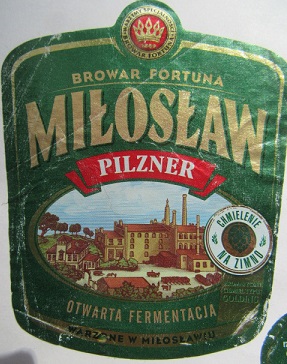 BROWAR FORTUNA
MIŁOSŁAW
PILZNER
CHMIELENIE
NA ZIMNO
OTWARTA FERMENTACJA
WARZONE W MIŁOSŁAWIU